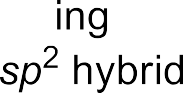 ing
sp² hybrid